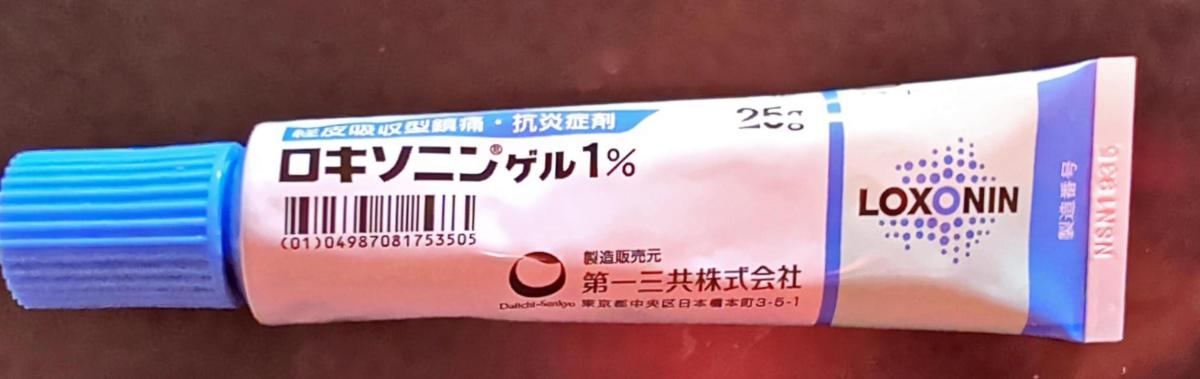 経皮吸収型鎮痛・抗炎症剤
25g
ロキソニン®ゲル1%
(01)04987081753505
製造販売元
第一三共株式会社
Daiichi-Sankyo
東京都中央区日本橋本町3-5-1
LOXONIN
製造番号
NSN1935